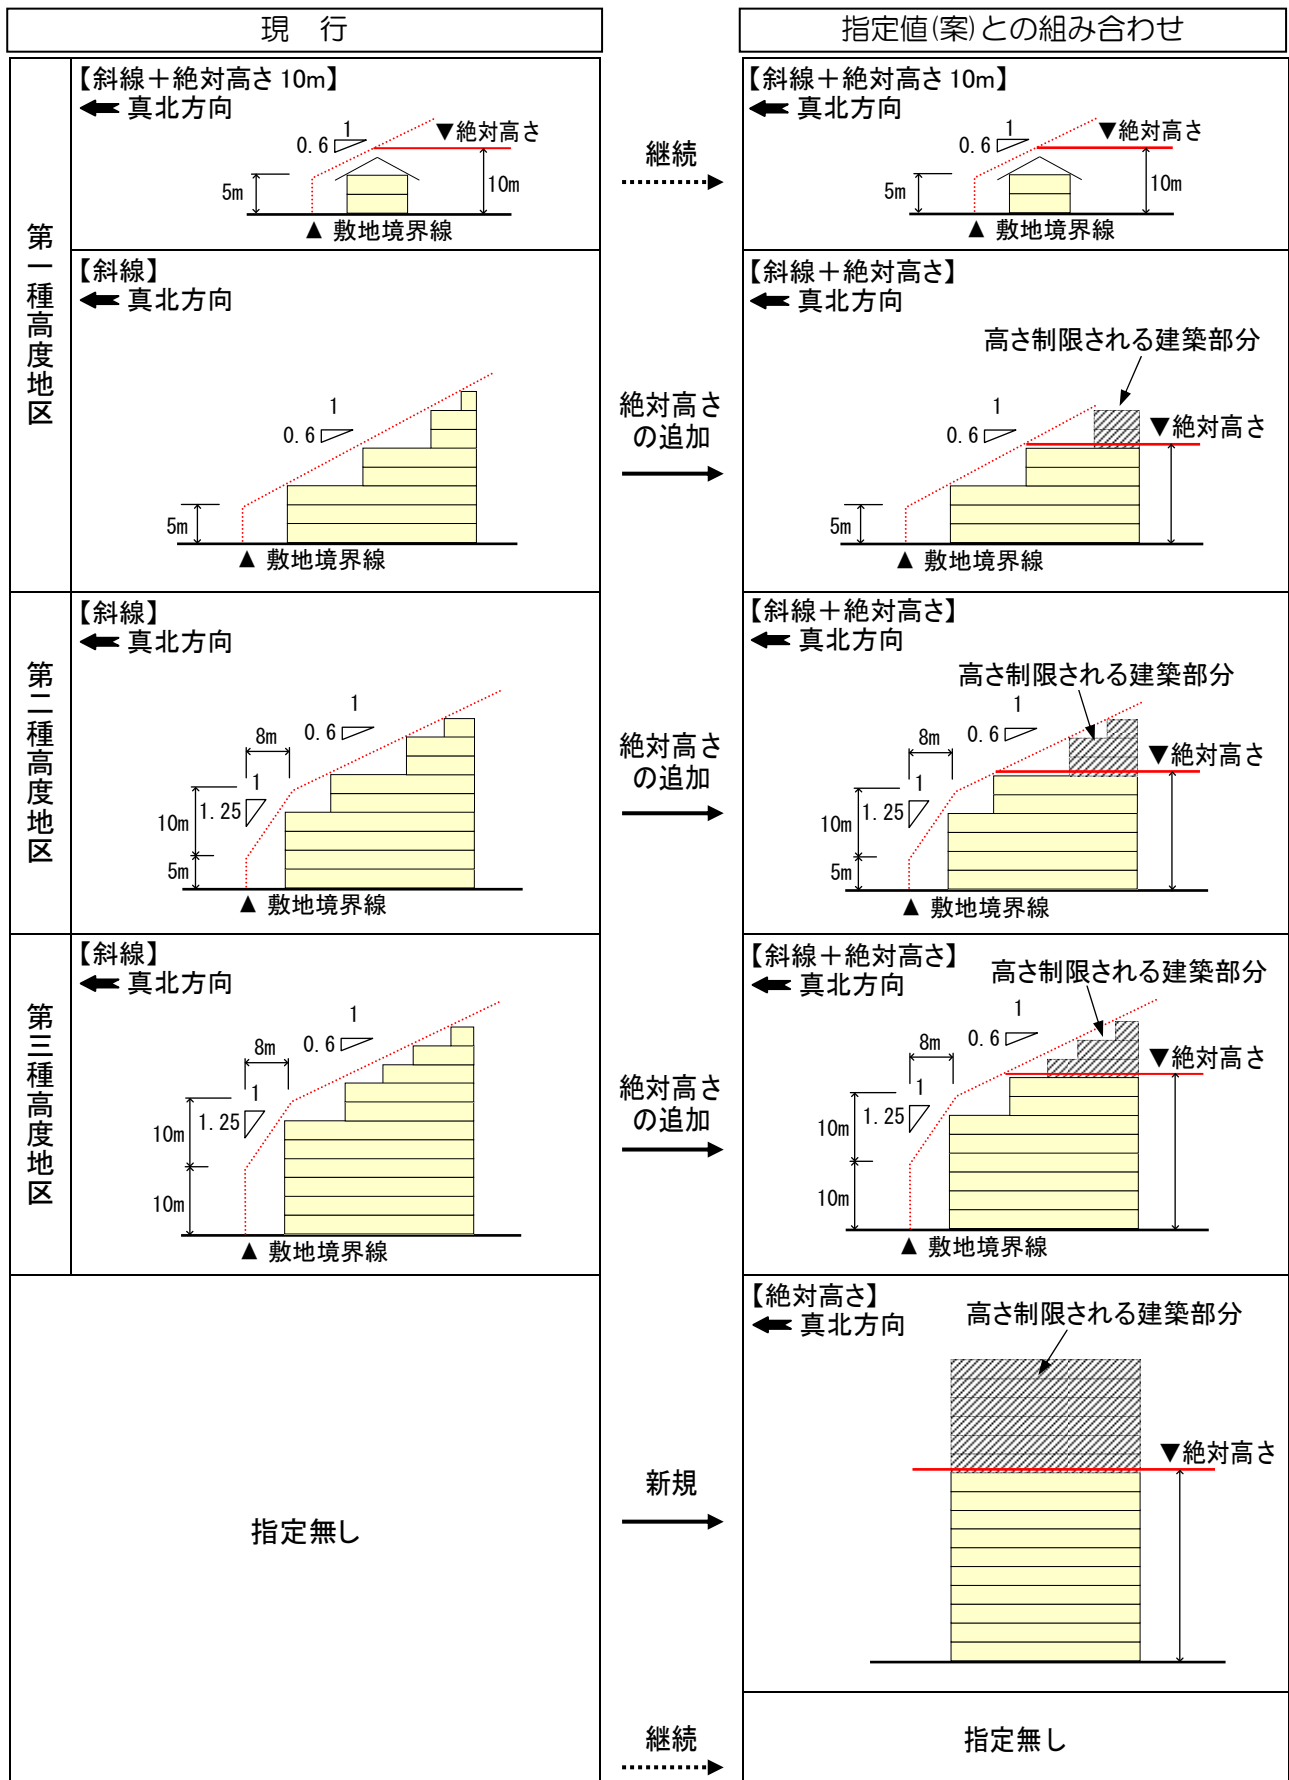 現　行
指定値(案)との組み合わせ
第一種高度地区
【斜線＋絶対高さ 10m】
真北方向
1
0.6
▼絶対高さ
5m
10m
▲ 敷地境界線
継続
【斜線＋絶対高さ 10m】
真北方向
1
0.6
▼絶対高さ
5m
10m
▲ 敷地境界線
【斜線】
真北方向
1
0.6
5m
▲ 敷地境界線
絶対高さ
の追加
【斜線＋絶対高さ】
真北方向
高さ制限される建築部分
1
0.6
▼絶対高さ
5m
▲ 敷地境界線
第二種高度地区
【斜線】
真北方向
1
0.6
8m
1
1.25
10m
5m
▲ 敷地境界線
絶対高さ
の追加
【斜線＋絶対高さ】
真北方向
高さ制限される建築部分
1
0.6
8m
▼絶対高さ
1
1.25
10m
5m
▲ 敷地境界線
第三種高度地区
【斜線】
真北方向
1
0.6
8m
1
1.25
10m
10m
▲ 敷地境界線
絶対高さ
の追加
【斜線＋絶対高さ】
真北方向
高さ制限される建築部分
1
0.6
8m
▼絶対高さ
1
1.25
10m
10m
▲ 敷地境界線
指定無し
新規
【絶対高さ】
真北方向
高さ制限される建築部分
▼絶対高さ
継続
指定無し